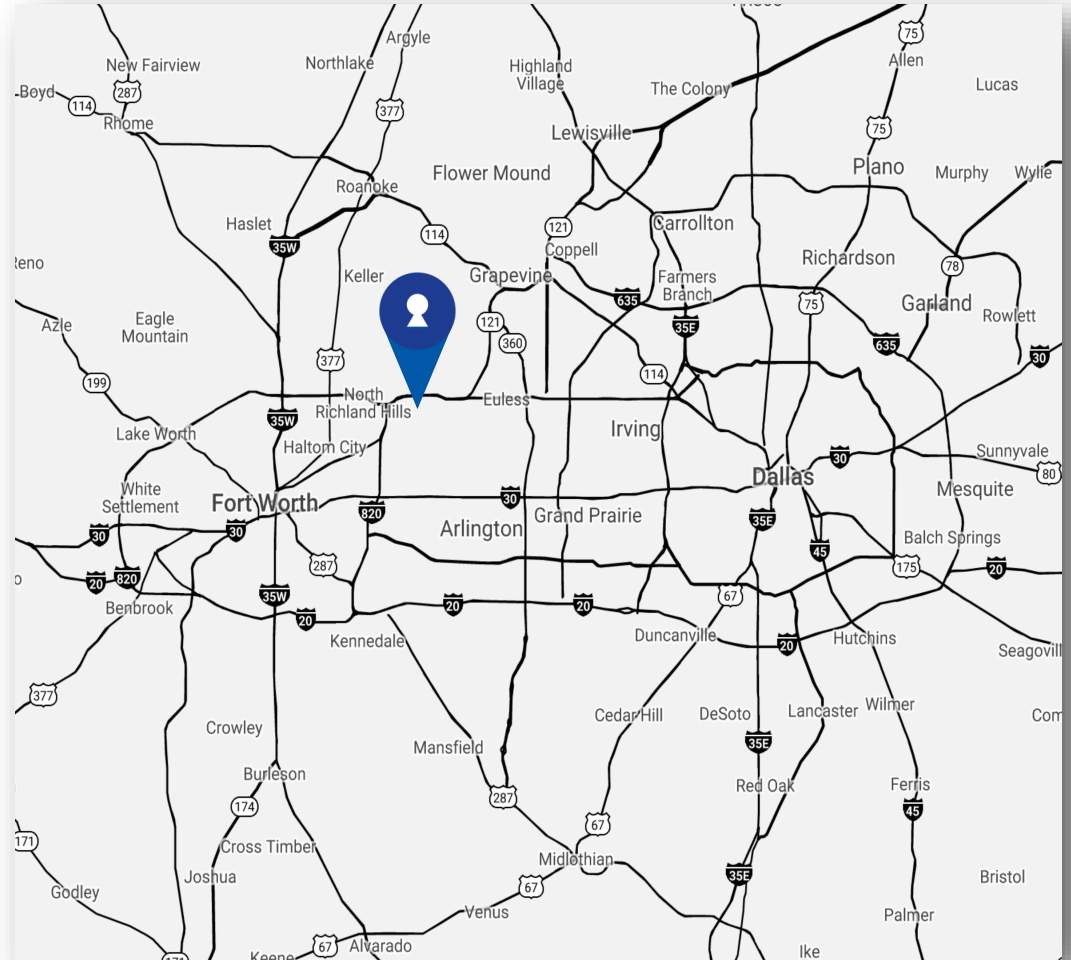 Argyle
75
New Fairview
Northlake
Allen
Highland
Village
Boyd
287
The Colony
Lucas
114
377
Rhome
75
Lewisville
Plano
Flower Mound
Murphy
Wylie
Roanoke
Haslet
121
Carrollton
114
35W
Coppell
Richardson
Keller
Grapevine
Farmers
Branch
78
635
75
Garland
Azle
Eagle
Mountain
121
35E
Rowlett
360
635
377
30
199
114
North
Richland Hills
Euless
35W
Lake Worth
Irving
Haltom City
30
Sunnyvale
80
White
Settlement
Fort Worth
Dallas
Mesquite
30
820
Arlington
Grand Prairie
35E
30
30
45
Balch Springs
287
175
20
20
820
35W
67
Benbrook
20
20
20
Kennedale
Duncanville
20
Hutchins
377
Crowley
Cedar Hill
DeSoto
Lancaster
Wilmer
Mansfield
35E
Burleson
Red Oak
Ferris
287
174
45
67
171
Cross Timber
Midlothian
Joshua
35E
Godley
67
Bristol
Venus
Palmer
67
Alvarado
Ike